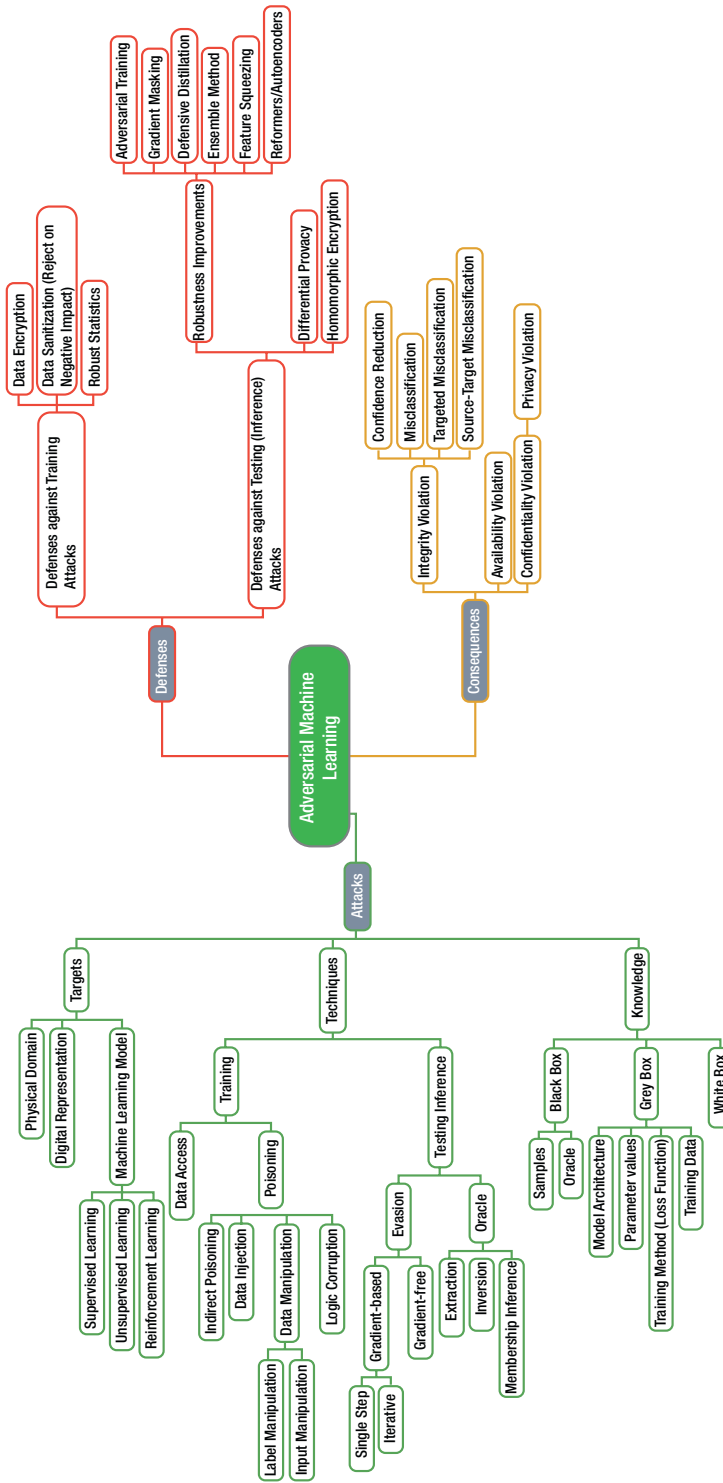 Adversarial Machine
Learning
Attacks
Targets
Physical Domain
Digital Representation
Machine Learning Model
Supervised Learning
Unsupervised Learning
Reinforcement Learning
Techniques
Training
Data Access
Poisoning
Indirect Poisoning
Data Injection
Data Manipulation
Label Manipulation
Input Manipulation
Logic Corruption
Testing Inference
Evasion
Gradient-based
Single Step
Iterative
Gradient-free
Oracle
Extraction
Inversion
Membership Inference
Knowledge
Black Box
Samples
Oracle
Grey Box
Model Architecture
Parameter values
Training Method (Loss Function)
Training Data
White Box
Defenses
Defenses against Training
Attacks
Data Encryption
Data Sanitization (Reject on
Negative Impact)
Robust Statistics
Defenses against Testing (Inference)
Attacks
Robustness Improvements
Adversarial Training
Gradient Masking
Defensive Distillation
Ensemble Method
Feature Squeezing
Reformers/Autoencoders
Differential Provacy
Homomorphic Encryption
Consequences
Integrity Violation
Confidence Reduction
Misclassification
Targeted Misclassification
Source-Target Misclassification
Availability Violation
Confidentiality Violation
Privacy Violation